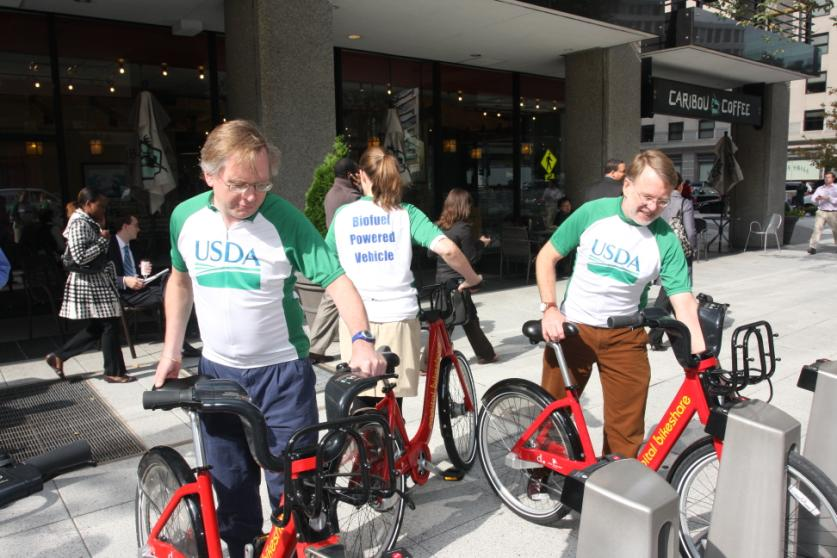 CARIBOU COFFEE
USDA
Biofuel
Powered
Vehicle
USDA
capital bikeshare